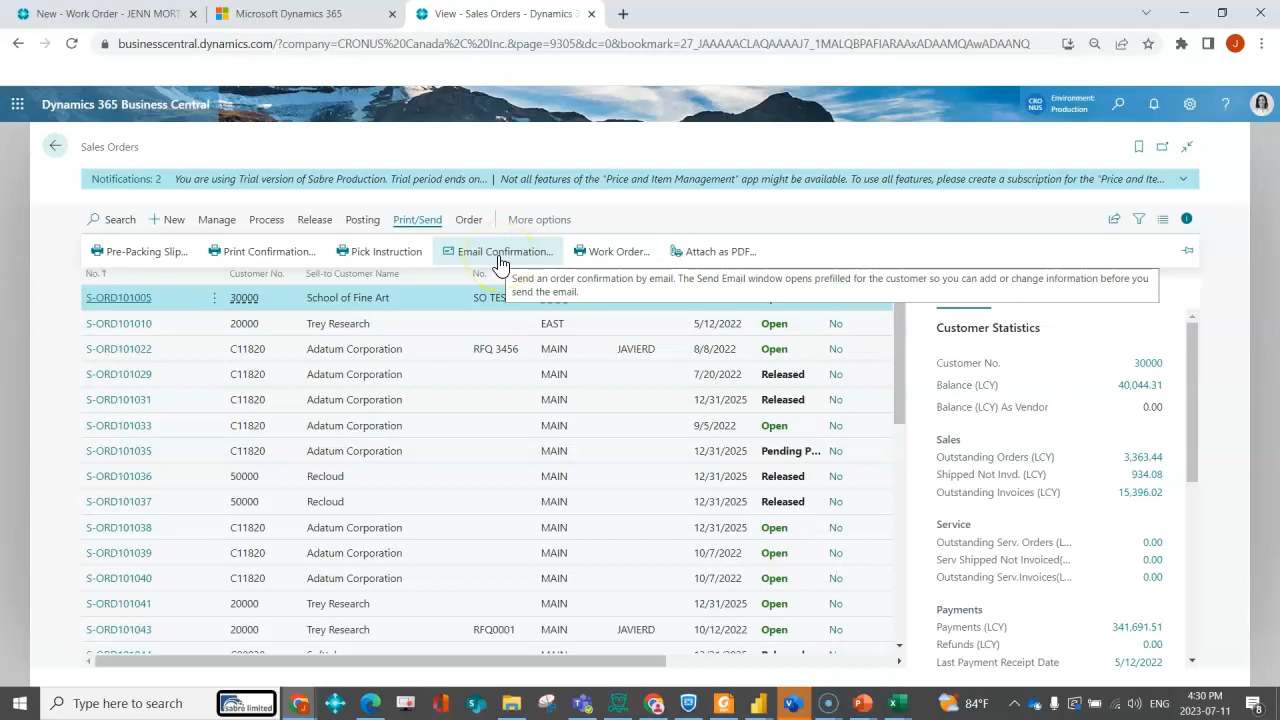 New - Work Order - JENN MORT
Microsoft Dynamics 365
View - Sales Orders - Dynamics 3
businesscentral.dynamics.com/?company=CRONUS%20Canada%2C%20Inc.&page=9305&dc=0&bookmark=27_JAAAAACLAQAAAAJ7_1MALQBPAFIARAAxADAAMQAwADAANQ
J
Dynamics 365 Business Central
CRO NUS
Environment: Production
Sales Orders
Notifications: 2 You are using Trial version of Sabre Production. Trial period ends on... | Not all features of the "Price and Item Management" app might be available. To use all features, please create a subscription for the "Price and Ite...
Search New Manage Process Release Posting Print/Send Order More options
Pre-Packing Slip... Print Confirmation... Pick Instruction Email Confirmation... Work Order... Attach as PDF...
Send an order confirmation by email. The Send Email window opens prefilled for the customer so you can add or change information before you
send the email.
No. ↑ Customer No. Sell-to Customer Name No.
S-ORD101005 30000 School of Fine Art SO TES
S-ORD101010 20000 Trey Research EAST 5/12/2022 Open No
S-ORD101022 C11820 Adatum Corporation RFQ 3456 MAIN JAVIERD 8/8/2022 Open No
S-ORD101029 C11820 Adatum Corporation MAIN 7/20/2022 Released No
S-ORD101031 C11820 Adatum Corporation MAIN 12/31/2025 Released No
S-ORD101033 C11820 Adatum Corporation MAIN 9/5/2022 Open No
S-ORD101035 C11820 Adatum Corporation MAIN 12/31/2025 Pending P... No
S-ORD101036 50000 Recloud MAIN 12/31/2025 Released No
S-ORD101037 50000 Recloud MAIN 12/31/2025 Released No
S-ORD101038 C11820 Adatum Corporation MAIN 12/31/2025 Open No
S-ORD101039 C11820 Adatum Corporation MAIN 10/7/2022 Open No
S-ORD101040 C11820 Adatum Corporation MAIN 10/7/2022 Open No
S-ORD101041 20000 Trey Research MAIN 12/31/2025 Open No
S-ORD101043 20000 Trey Research RFQ0001 MAIN JAVIERD 10/12/2022 Open No
Customer Statistics
Customer No. 30000
Balance (LCY) 40,044.31
Balance (LCY) As Vendor 0.00
Sales
Outstanding Orders (LCY) 3,363.44
Shipped Not Invd. (LCY) 934.08
Outstanding Invoices (LCY) 15,396.02
Service
Outstanding Serv. Orders (L... 0.00
Serv Shipped Not Invoiced(... 0.00
Outstanding Serv.Invoices(L... 0.00
Payments
Payments (LCY) 341,691.51
Refunds (LCY) 0.00
Last Payment Receipt Date 5/12/2022
Type here to search
sabre limited
84°F
ENG
4:30 PM
2023-07-11
8